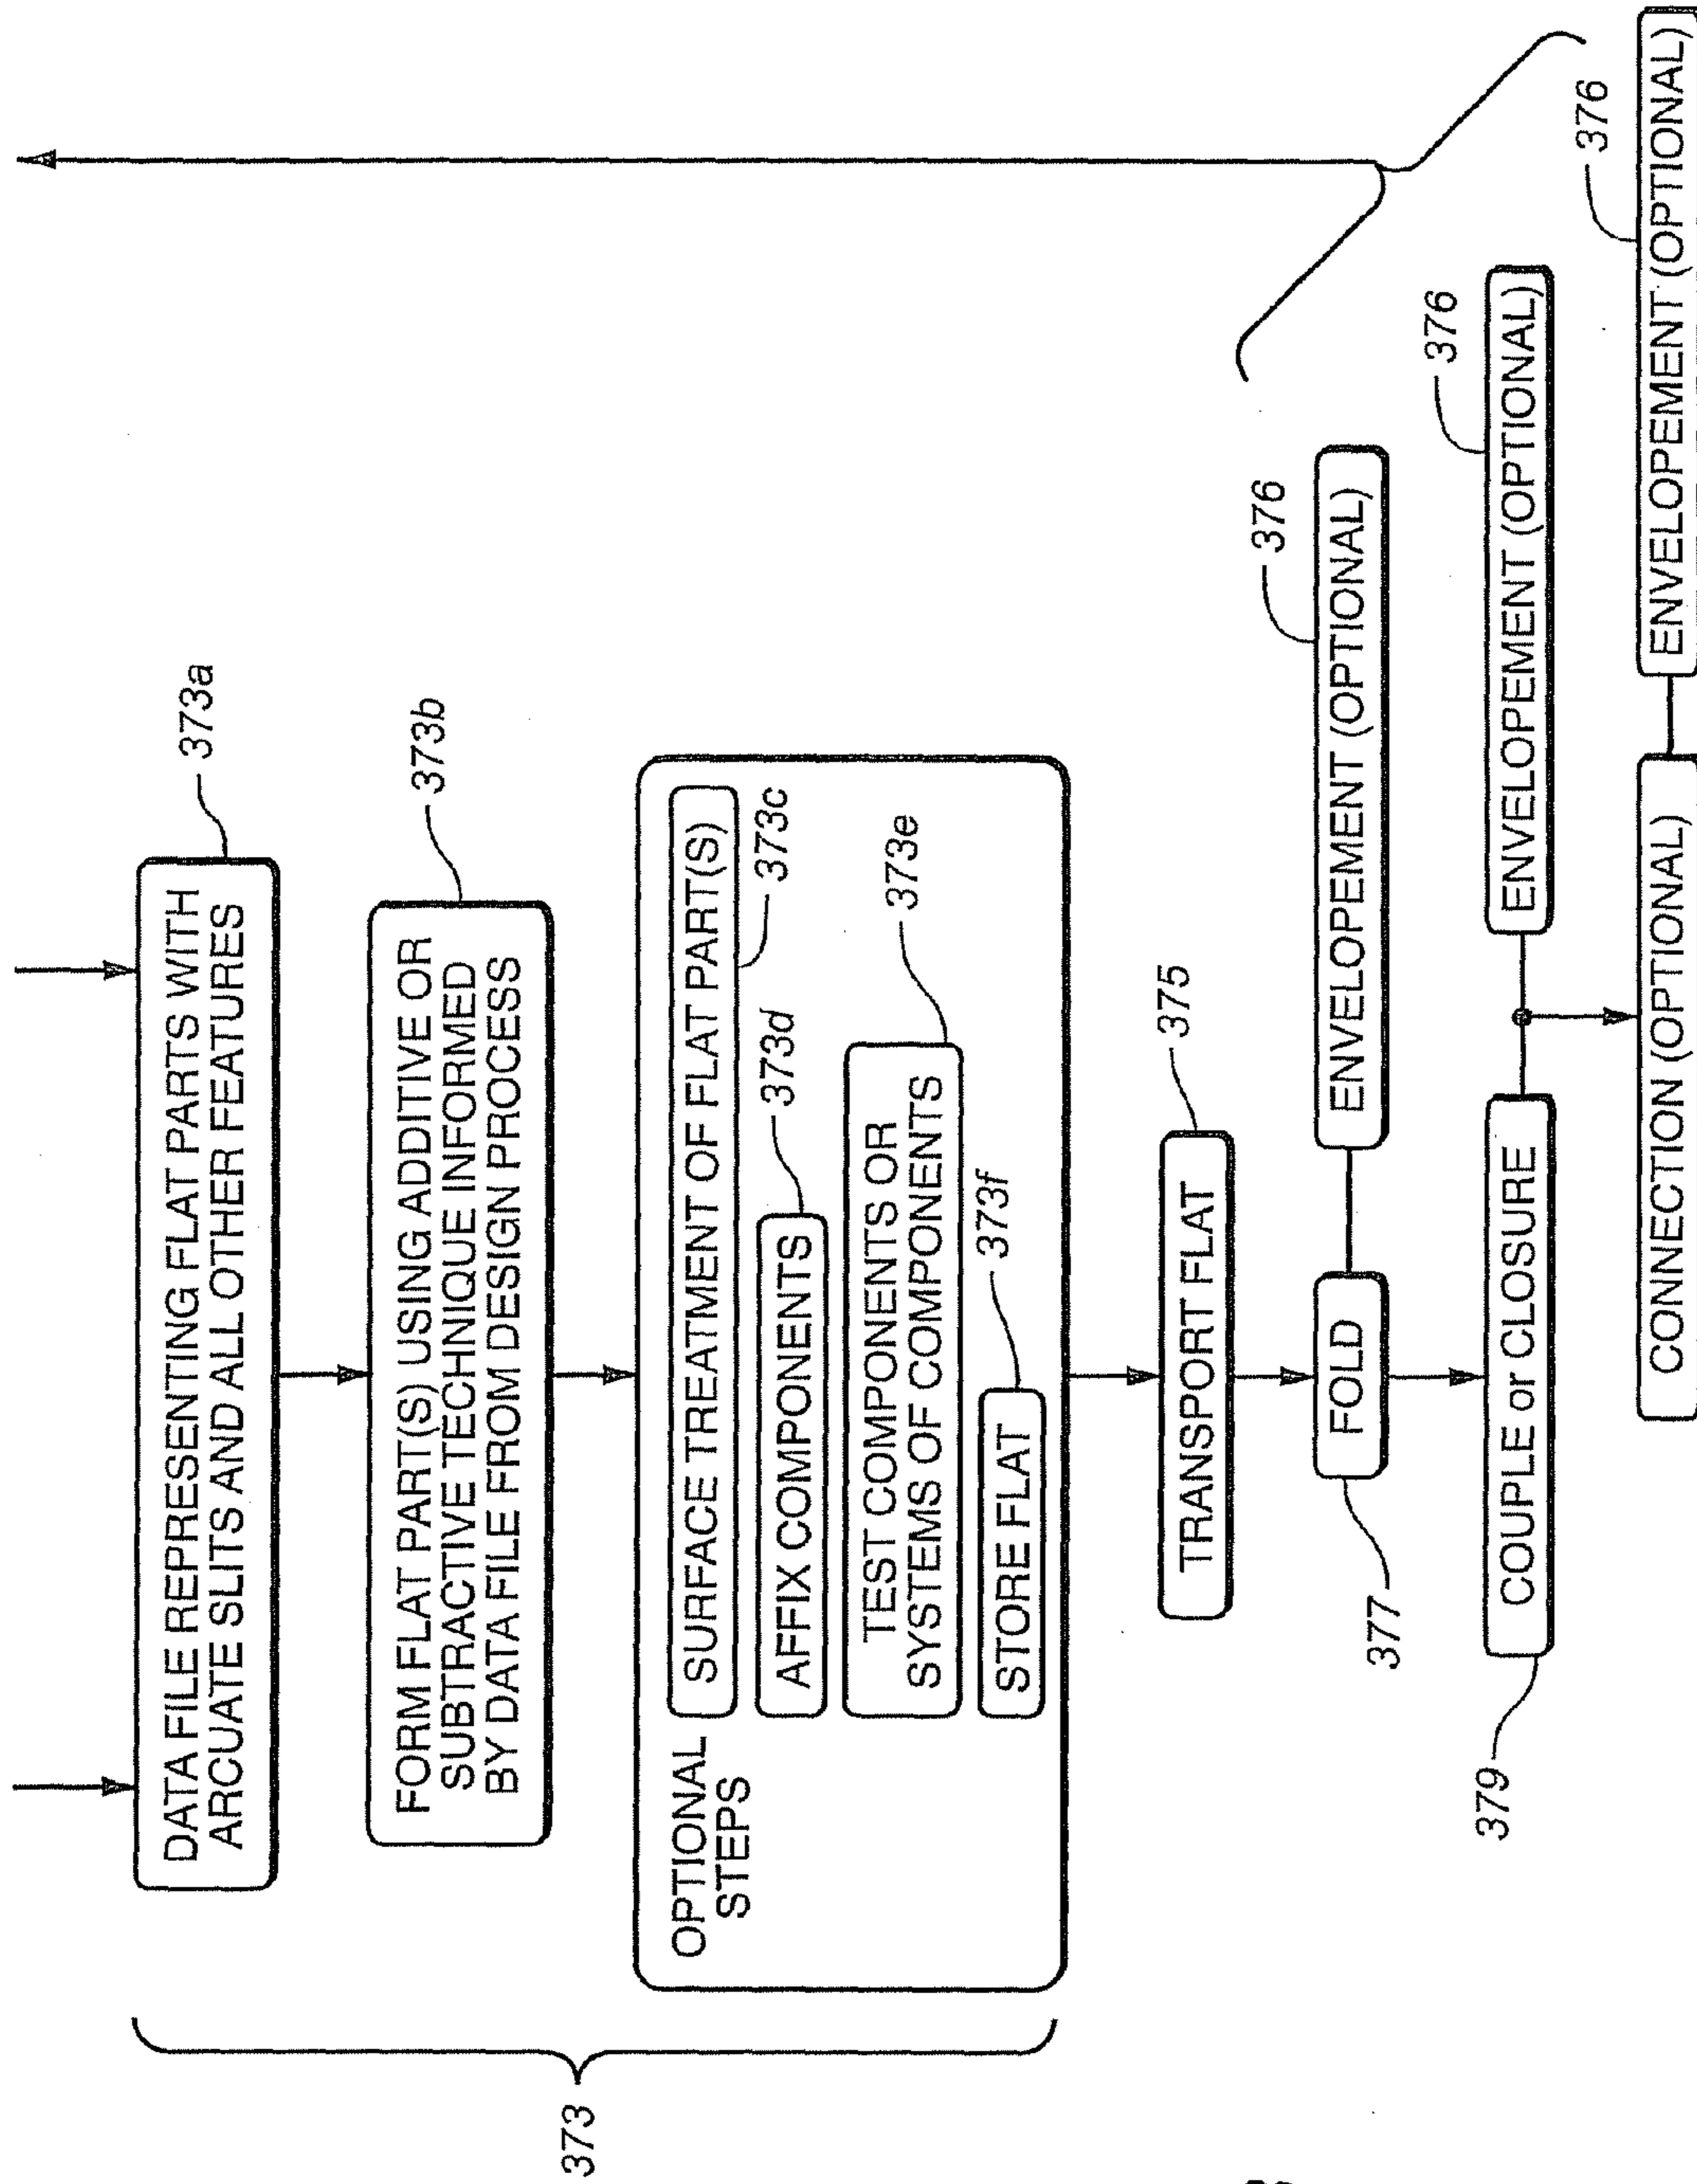 DATA FILE REPRESENTING FLAT PARTS WITH
ARCUATE SLITS AND ALL OTHER FEATURES
373a
FORM FLAT PART(S) USING ADDITIVE OR
SUBTRACTIVE TECHNIQUE INFORMED
BY DATA FILE FROM DESIGN PROCESS
373b
373
OPTIONAL
STEPS
SURFACE TREATMENT OF FLAT PART(S)
373c
AFFIX COMPONENTS
373d
TEST COMPONENTS OR
SYSTEMS OF COMPONENTS
373e
STORE FLAT
373f
TRANSPORT FLAT
375
FOLD
377
ENVELOPEMENT (OPTIONAL)
376
COUPLE or CLOSURE
379
ENVELOPEMENT (OPTIONAL)
376
CONNECTION (OPTIONAL)
ENVELOPEMENT (OPTIONAL)
376